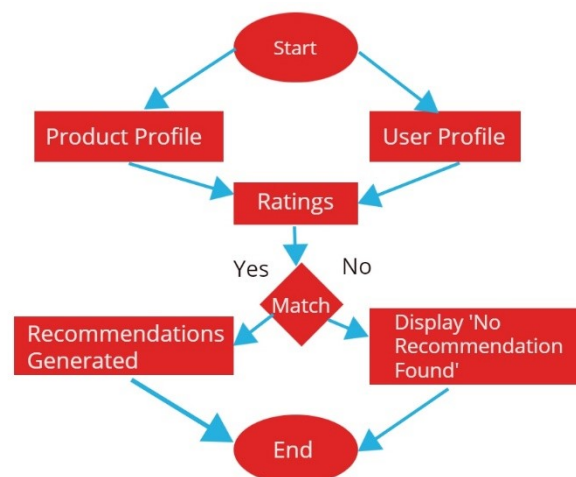 Start
Product Profile
User Profile
Ratings
Yes
No
Match
Recommendations
Generated
Display 'No
Recommendation
Found'
End